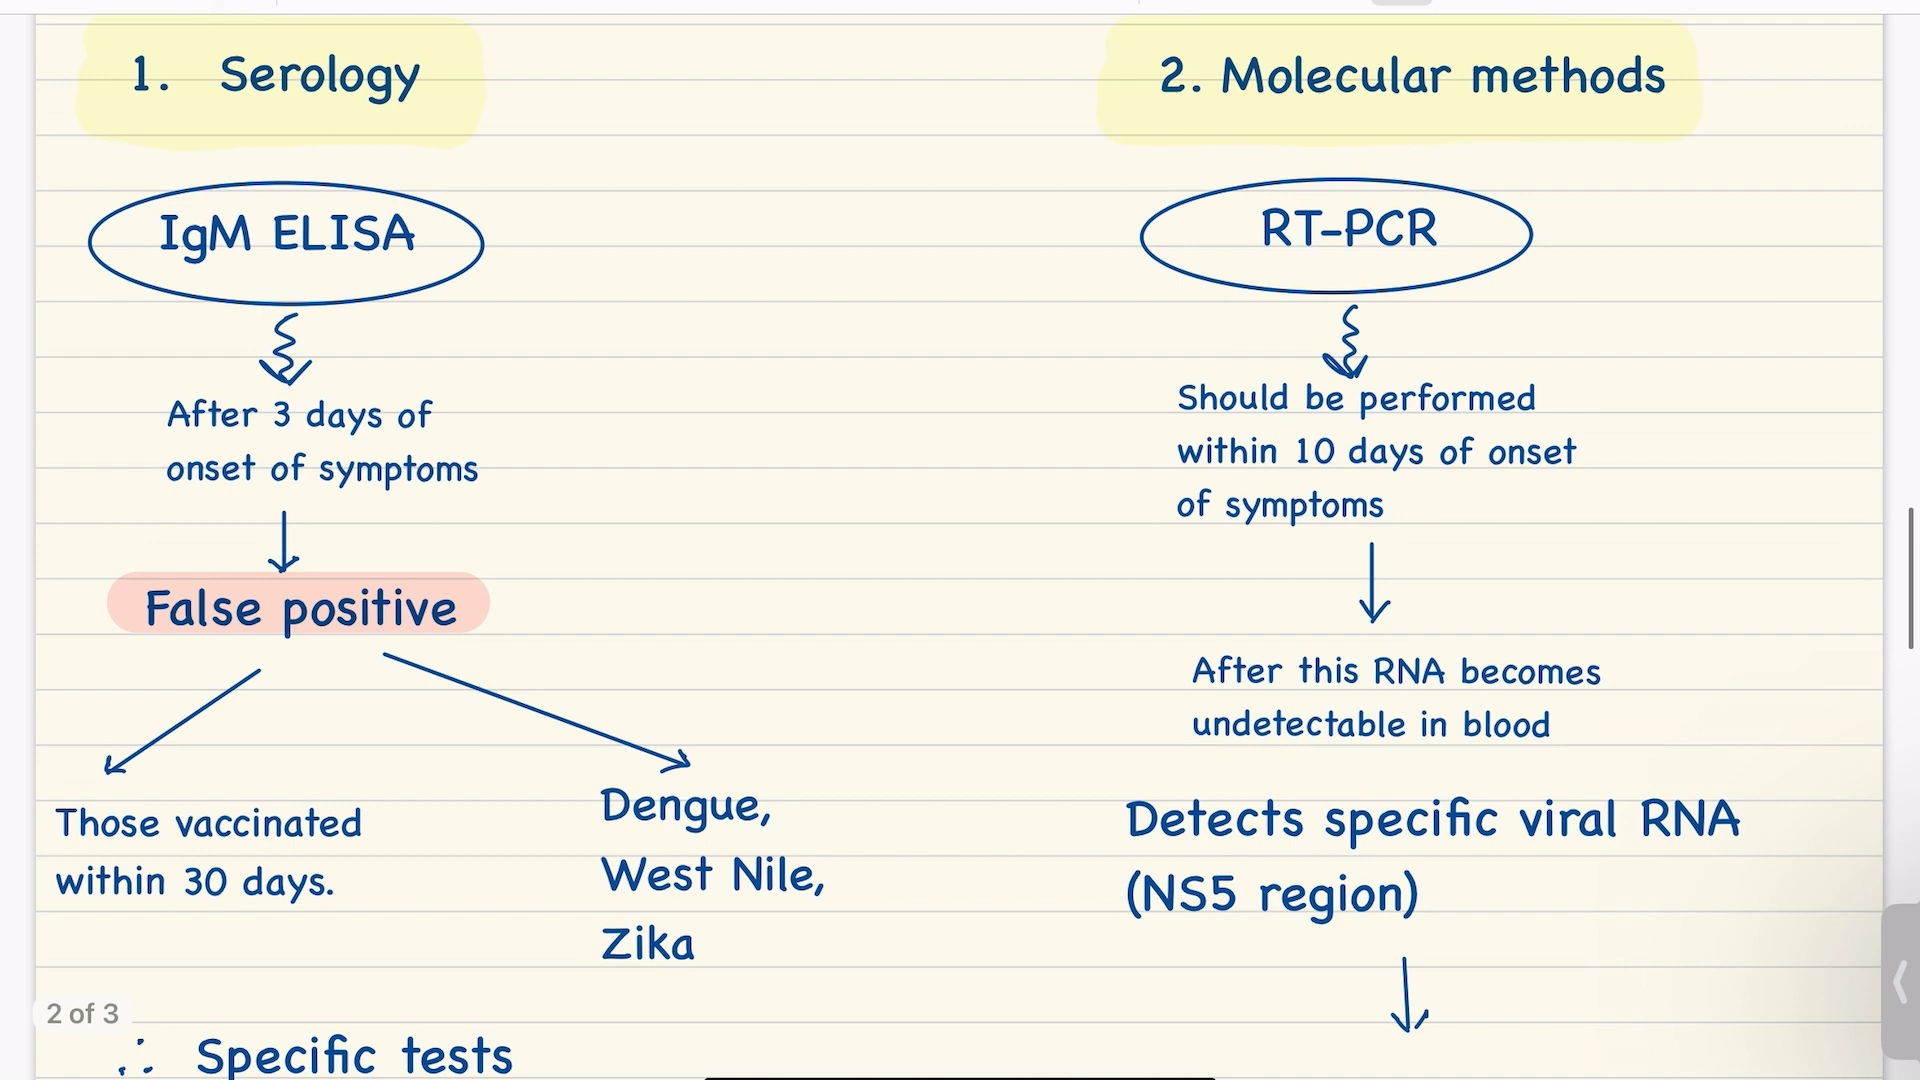 1. Serology
IgM ELISA
After 3 days of
onset of symptoms
False positive
Those vaccinated
within 30 days.
Dengue,
West Nile,
Zika
∴ Specific tests
2. Molecular methods
RT-PCR
Should be performed
within 10 days of onset
of symptoms
After this RNA becomes
undetectable in blood
Detects specific viral RNA
(NS5 region)
2 of 3